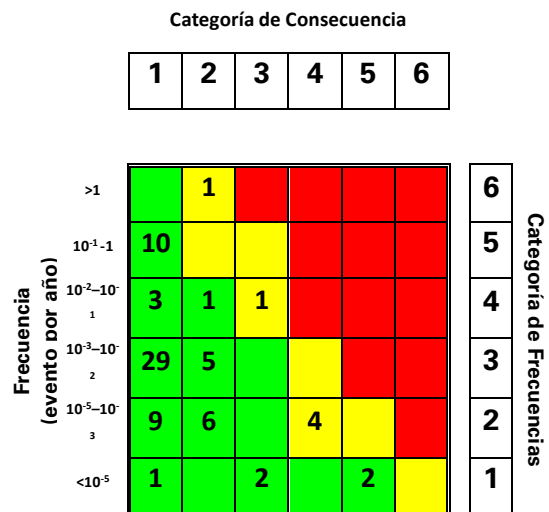 Categoría de Consecuencia
1 2 3 4 5 6
>1 1 6
10⁻¹-1 10 5
10⁻²–10⁻¹ 3 1 1 4
10⁻³–10⁻² 29 5 3
10⁻⁵–10⁻³ 9 6 4 2
<10⁻⁵ 1 2 2 1
Frecuencia
(evento por año)
Categoría de Frecuencias